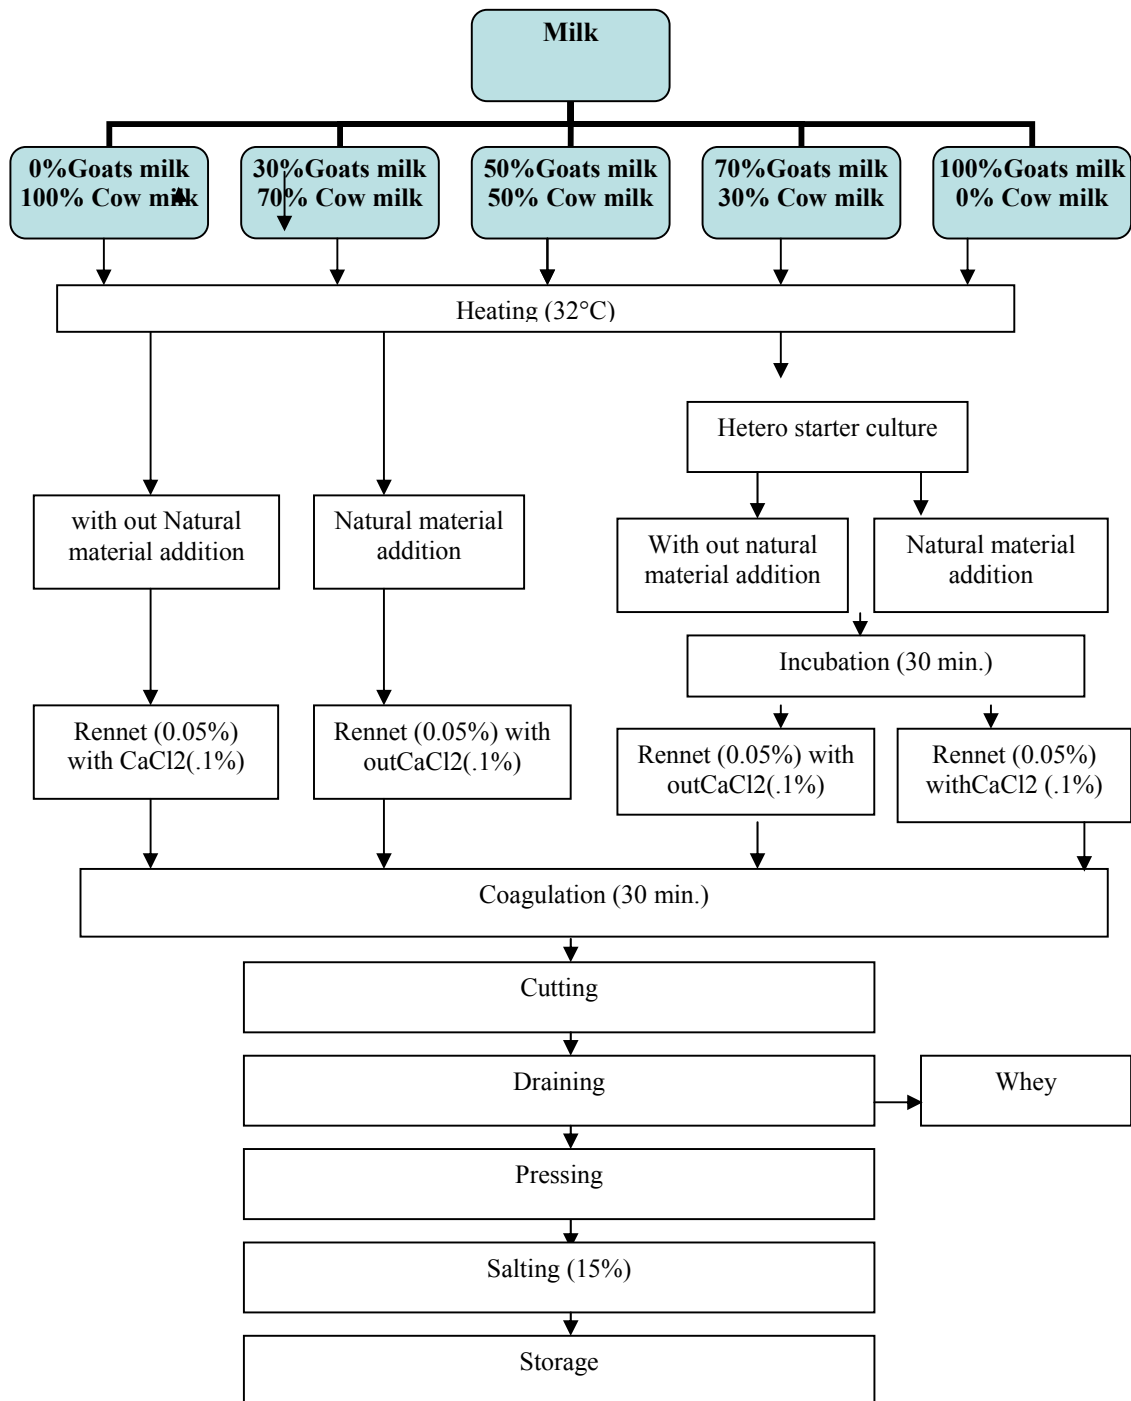 Milk
0%Goats milk
100% Cow milk
30%Goats milk
70% Cow milk
50%Goats milk
50% Cow milk
70%Goats milk
30% Cow milk
100%Goats milk
0% Cow milk
Heating (32°C)
Hetero starter culture
with out Natural
material addition
Natural material
addition
With out natural
material addition
Natural material
addition
Incubation (30 min.)
Rennet (0.05%)
with CaCl2(.1%)
Rennet (0.05%) with
outCaCl2(.1%)
Rennet (0.05%) with
outCaCl2(.1%)
Rennet (0.05%)
withCaCl2 (.1%)
Coagulation (30 min.)
Cutting
Draining
Whey
Pressing
Salting (15%)
Storage